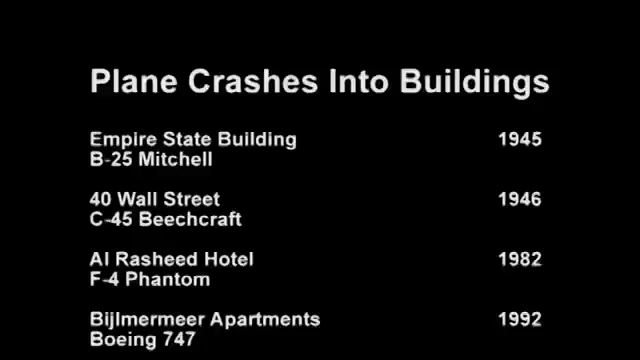 Plane Crashes Into Buildings
Empire State Building 1945
B-25 Mitchell
40 Wall Street 1946
C-45 Beechcraft
Al Rasheed Hotel 1982
F-4 Phantom
Bijlmermeer Apartments 1992
Boeing 747